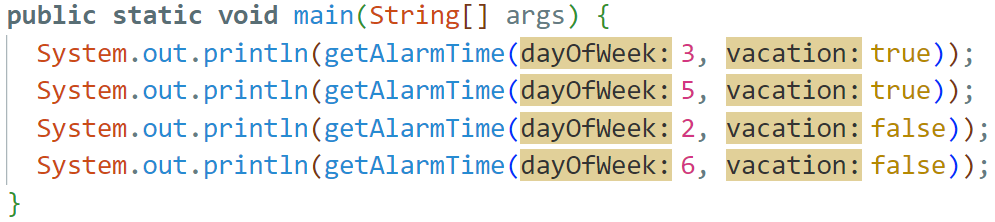 public static void main(String[] args) {
System.out.println(getAlarmTime(dayOfWeek: 3, vacation: true));
System.out.println(getAlarmTime(dayOfWeek: 5, vacation: true));
System.out.println(getAlarmTime(dayOfWeek: 2, vacation: false));
System.out.println(getAlarmTime(dayOfWeek: 6, vacation: false));
}